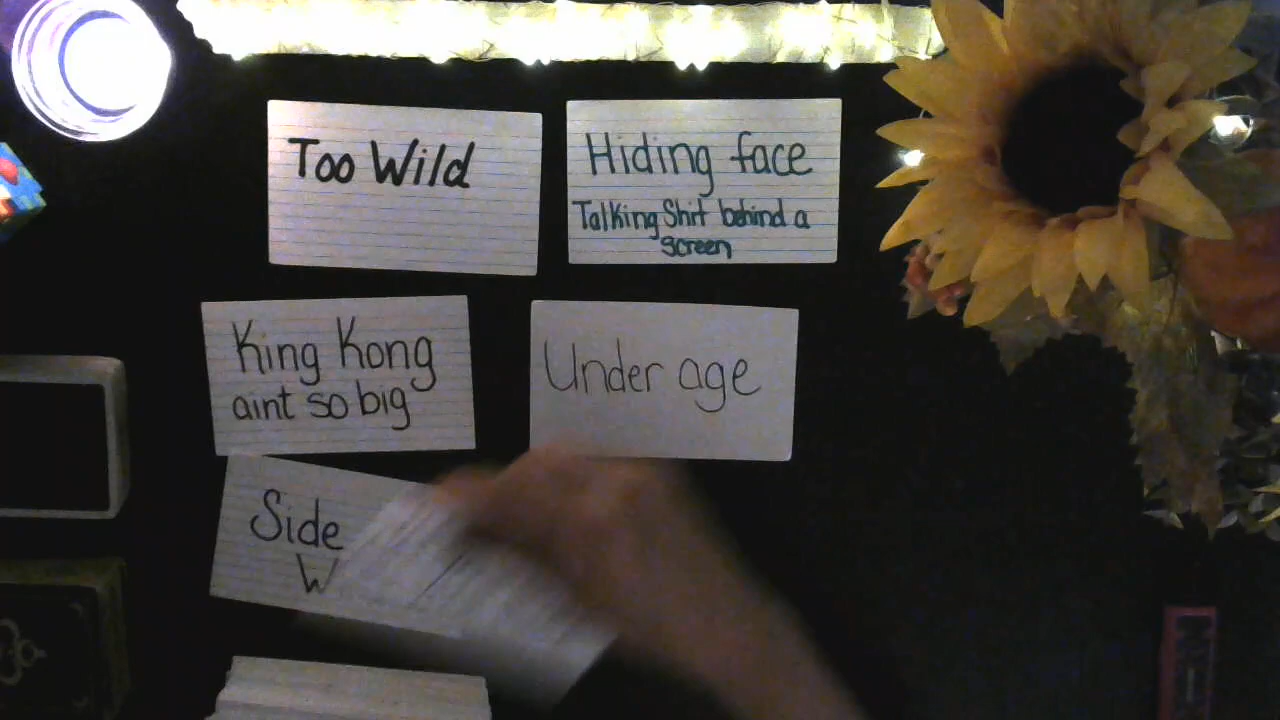 Too Wild
Hiding face
Talking Shit behind a
screen
King Kong
aint so big
Under age
Side
W